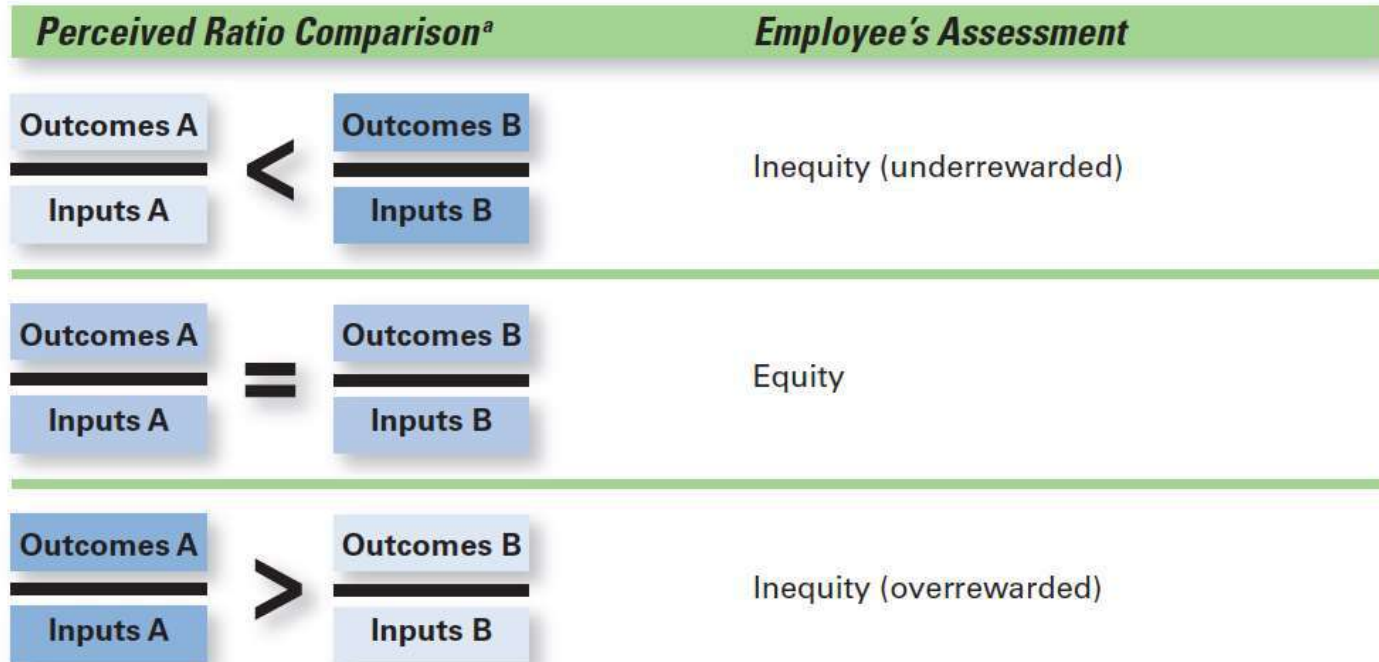 Perceived Ratio Comparisonᵃ Employee's Assessment
Outcomes A < Outcomes B
Inputs A Inputs B
Inequity (underrewarded)
Outcomes A = Outcomes B
Inputs A Inputs B
Equity
Outcomes A > Outcomes B
Inputs A Inputs B
Inequity (overrewarded)